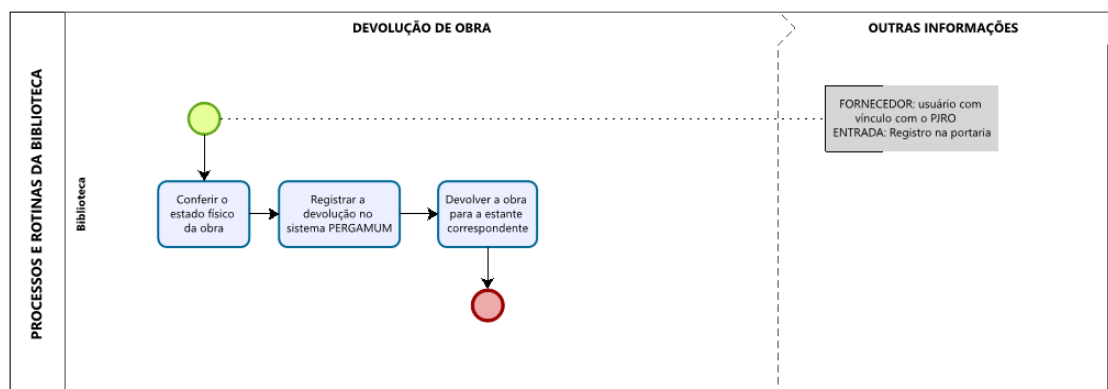 DEVOLUÇÃO DE OBRA
OUTRAS INFORMAÇÕES
PROCESSOS E ROTINAS DA BIBLIOTECA
Biblioteca
FORNECEDOR: usuário com
vínculo com o PJRO
ENTRADA: Registro na portaria
Conferir o
estado físico
da obra
Registrar a
devolução no
sistema PERGAMUM
Devolver a obra
para a estante
correspondente